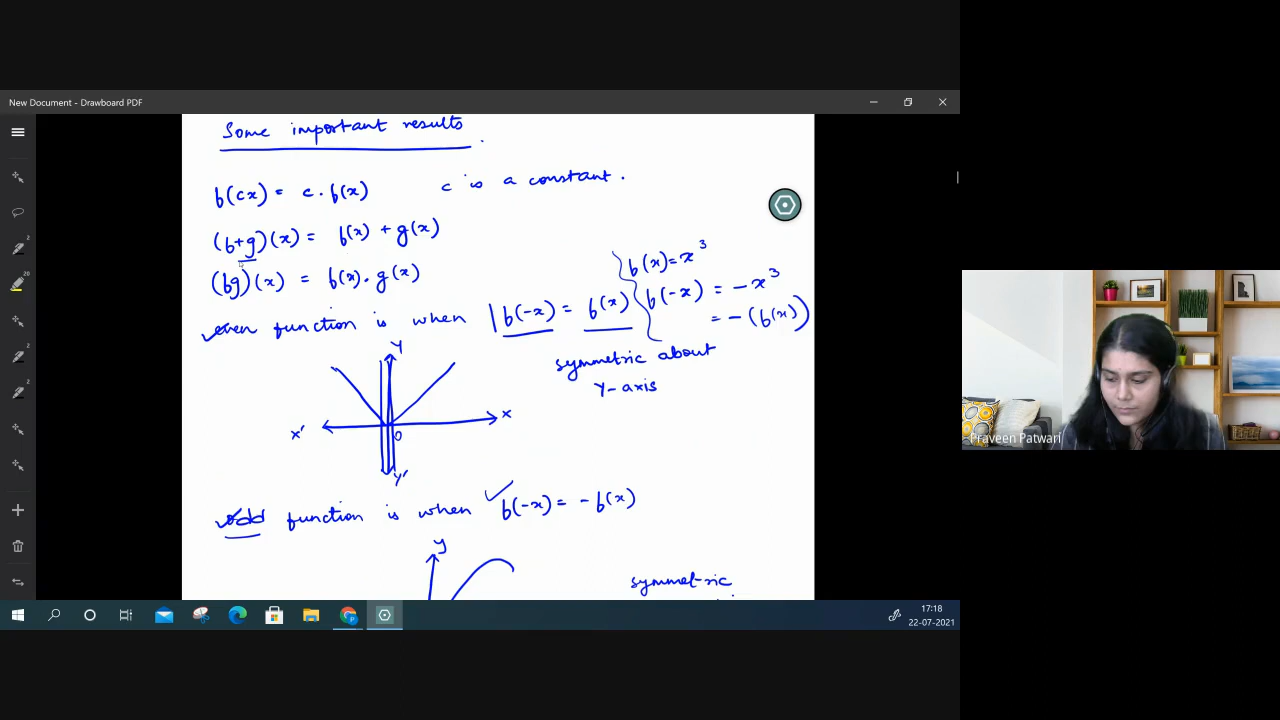 New Document - Drawboard PDF
Some important results.
f(cx) = c · f(x) c is a constant.
(f+g)(x) = f(x) + g(x)
(fg)(x) = f(x) · g(x)
even function is when f(-x) = f(x)
f(x) = x³
f(-x) = -x³
= -(f(x))
symmetric about
Y-axis
Y
X' O X
Y'
Odd function is when f(-x) = -f(x)
y
symmetric
Praveen Patwari
17:18
22-07-2021